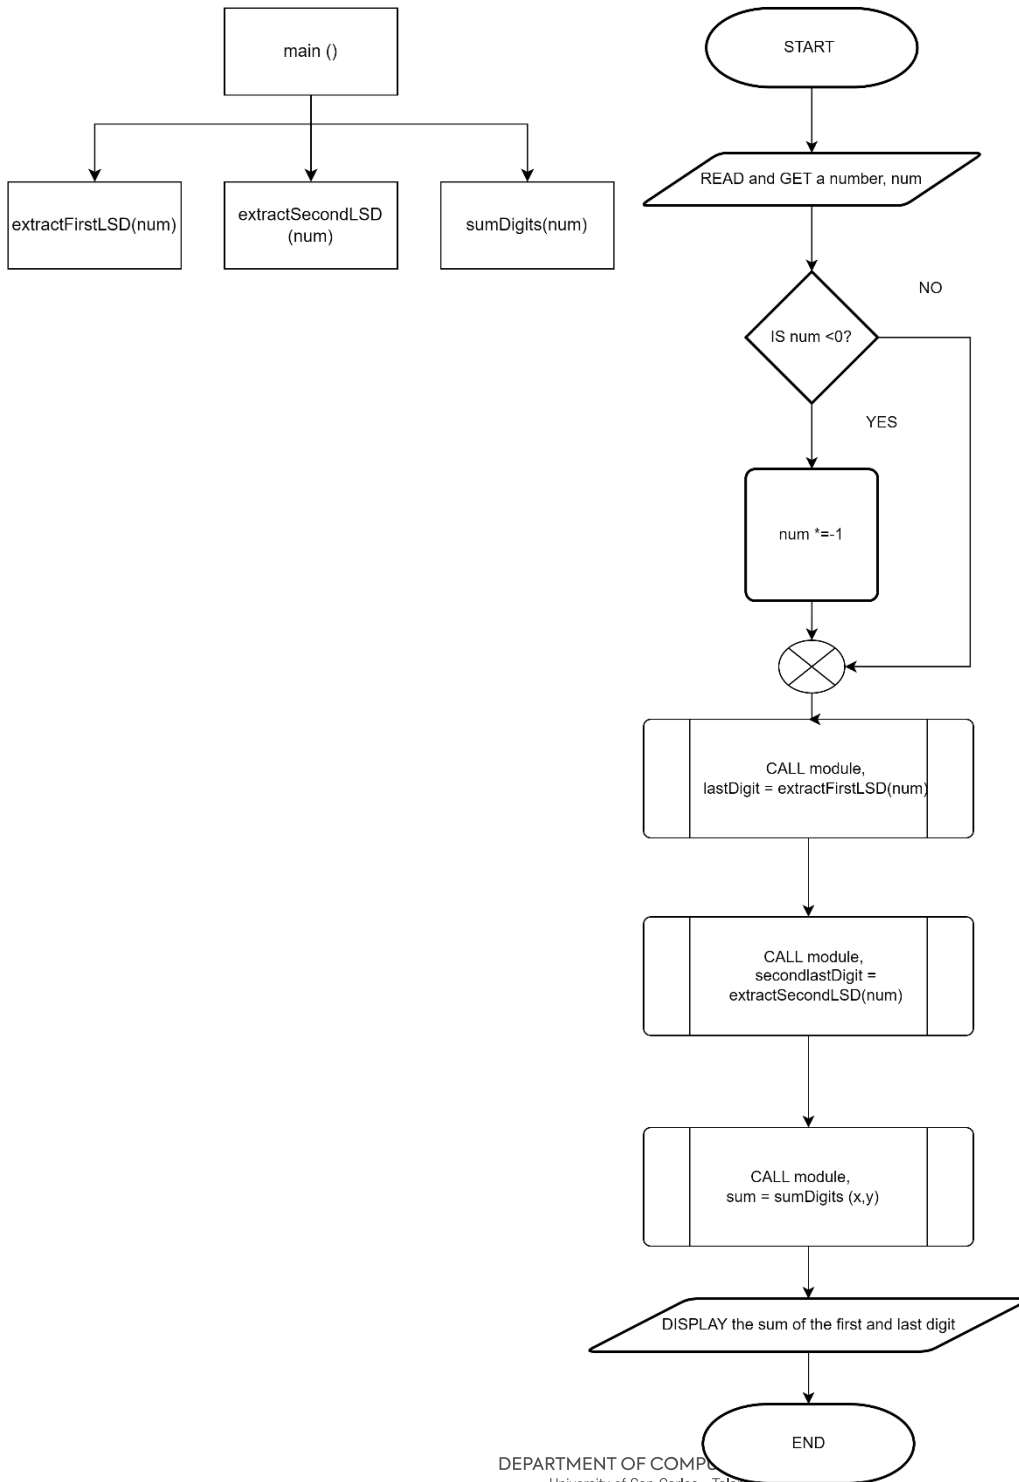 main ()
extractFirstLSD(num)
extractSecondLSD
(num)
sumDigits(num)
START
READ and GET a number, num
IS num <0?
NO
YES
num *=-1
CALL module,
lastDigit = extractFirstLSD(num)
CALL module,
secondlastDigit =
extractSecondLSD(num)
CALL module,
sum = sumDigits (x,y)
DISPLAY the sum of the first and last digit
END
DEPARTMENT OF